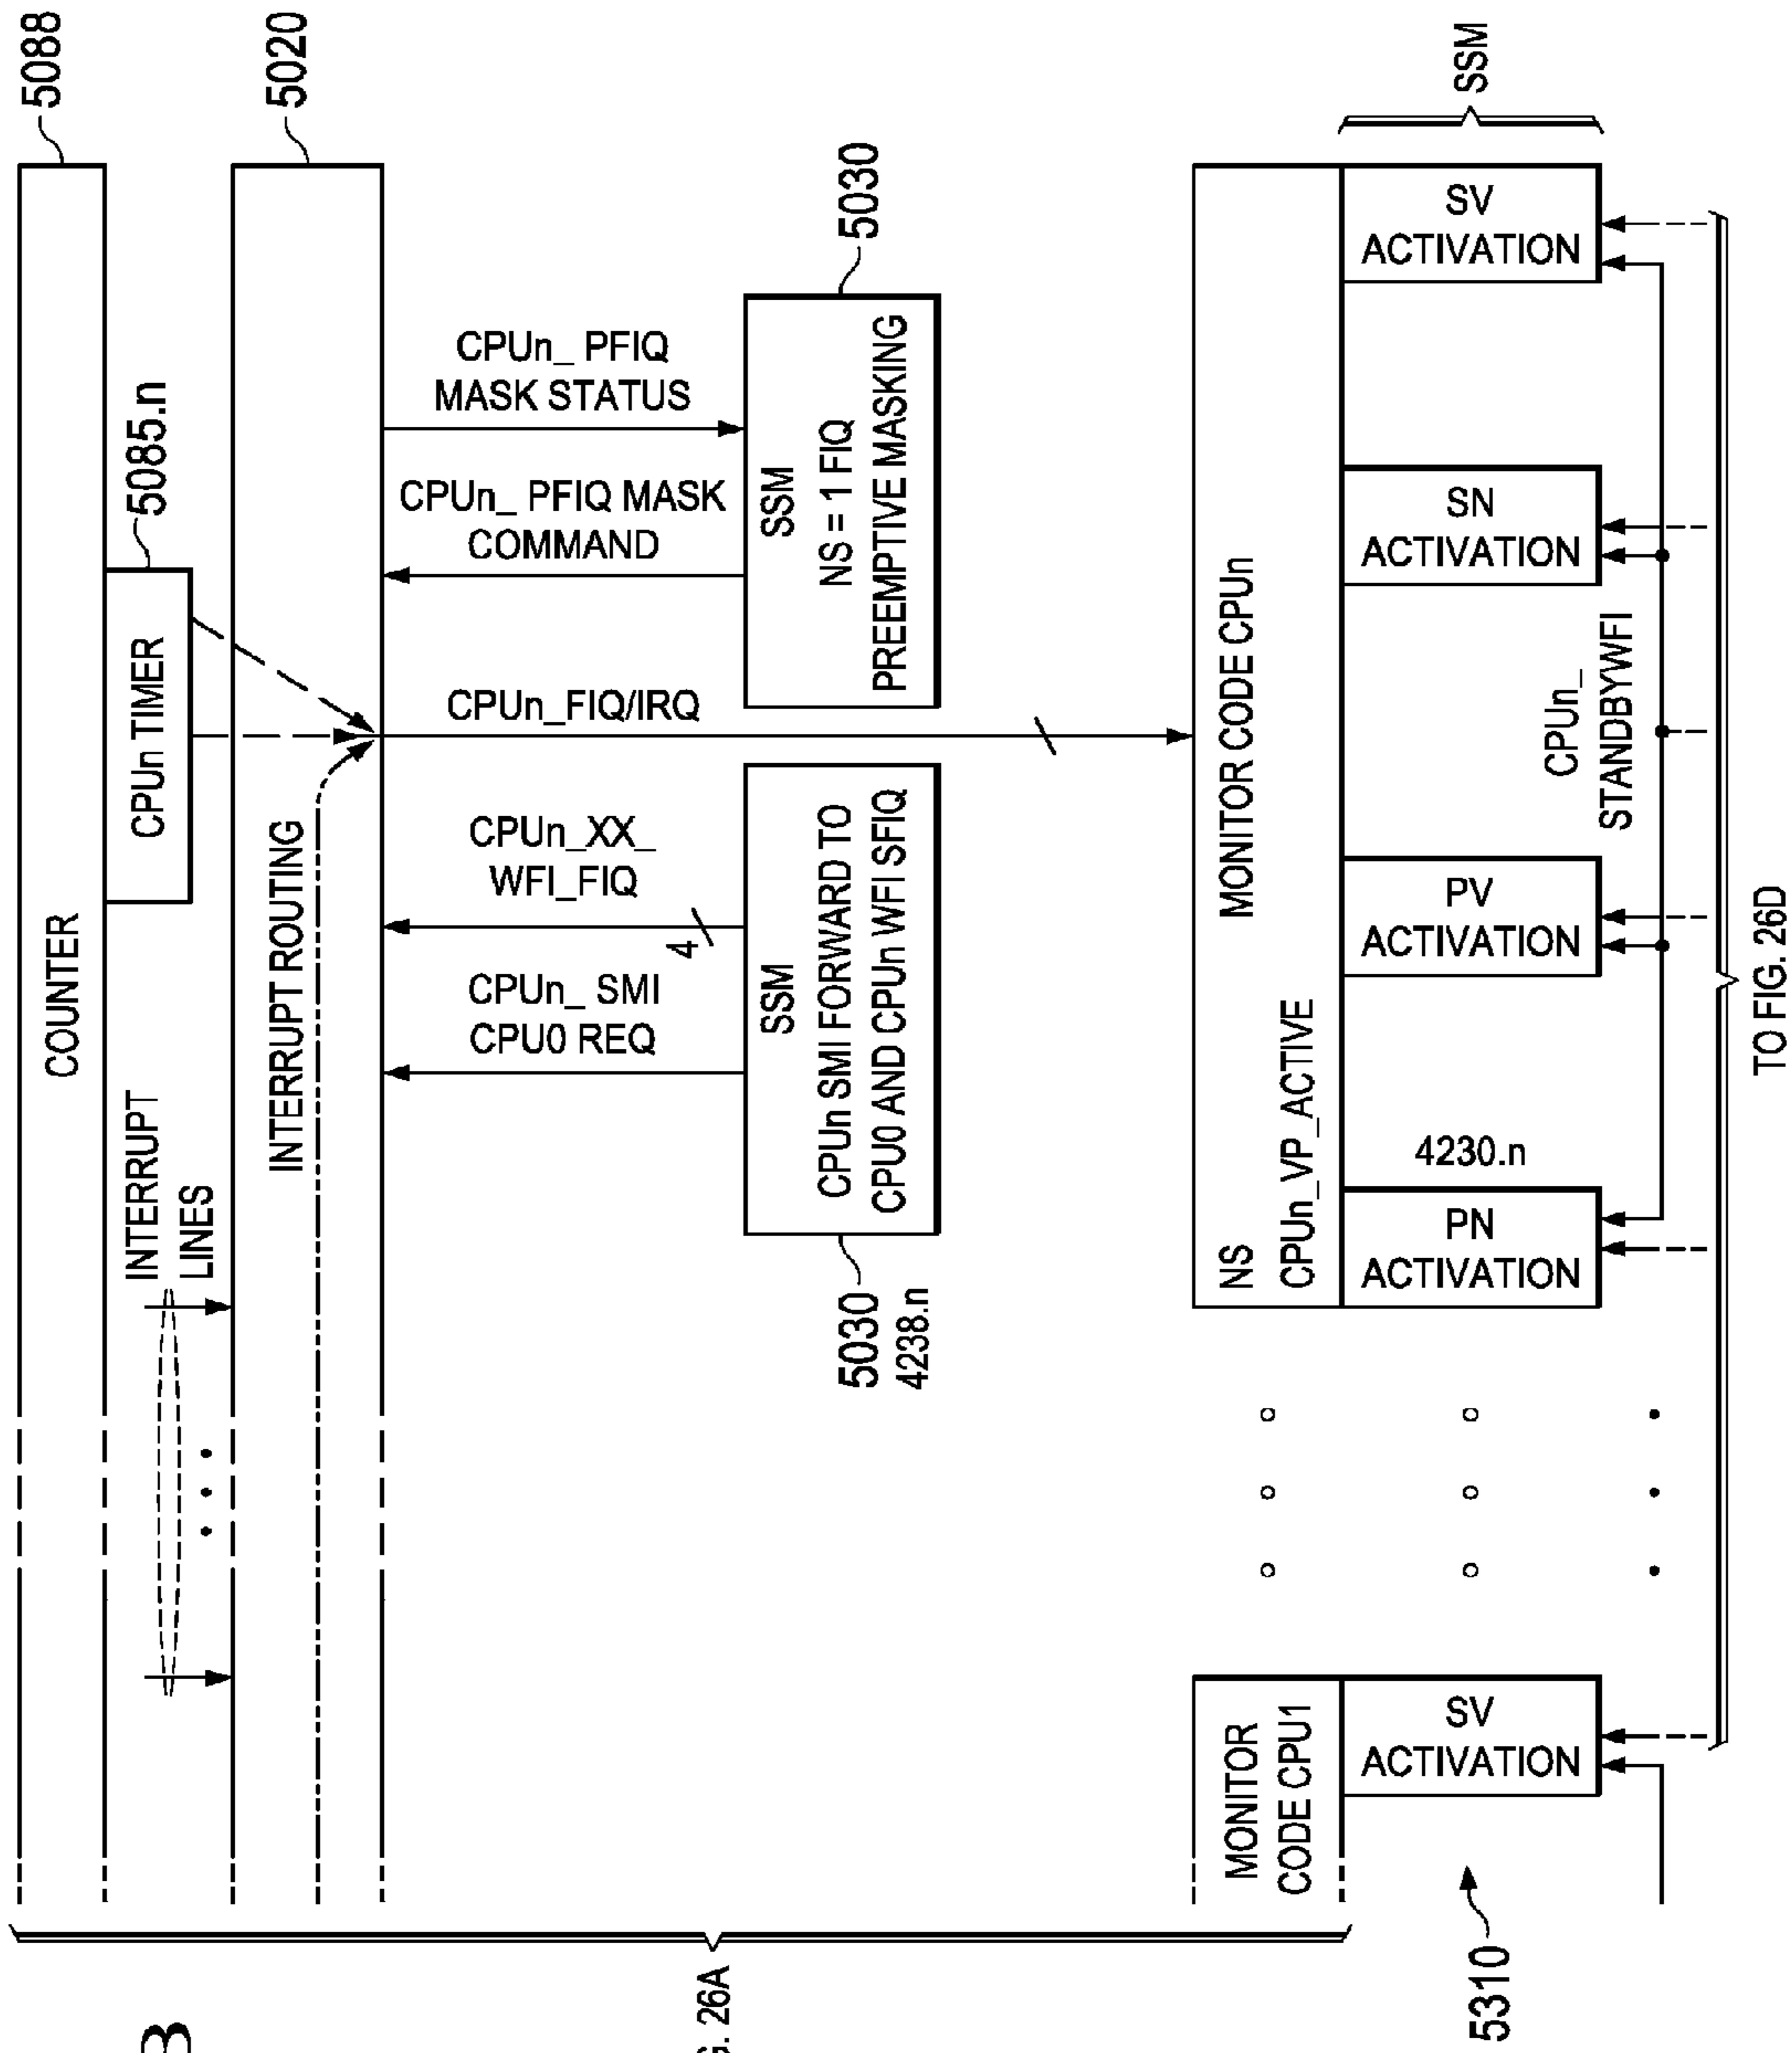 COUNTER
5088
CPUn TIMER
5085.n
INTERRUPT
LINES
INTERRUPT ROUTING
5020
CPUn_ SMI
CPU0 REQ
CPUn_XX_
WFI_FIQ
4
CPUn_FIQ/IRQ
CPUn_ PFIQ MASK
COMMAND
CPUn_ PFIQ
MASK STATUS
SSM
CPUn SMI FORWARD TO
CPU0 AND CPUn WFI SFIQ
5030
4238.n
SSM
NS = 1 FIQ
PREEMPTIVE MASKING
5030
G. 26A
MONITOR
CODE CPU1
SV
ACTIVATION
5310
NS
MONITOR CODE CPUn
CPUn_VP_ACTIVE
PN
ACTIVATION
4230.n
PV
ACTIVATION
SN
ACTIVATION
SV
ACTIVATION
SSM
CPUn_
STANDBYWFI
TO FIG. 26D